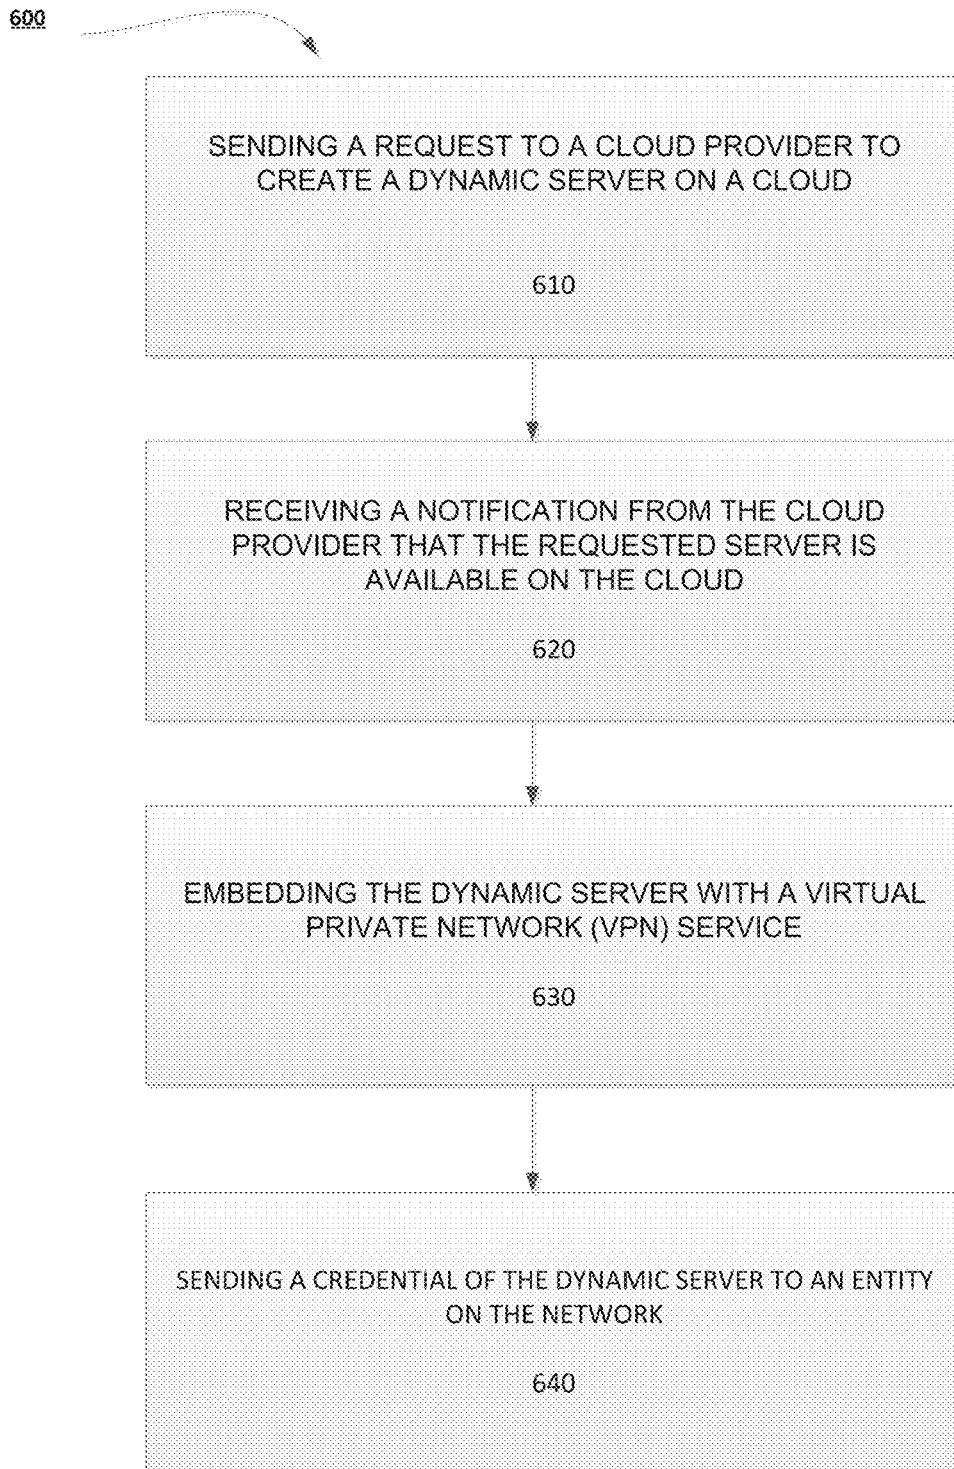 600
SENDING A REQUEST TO A CLOUD PROVIDER TO
CREATE A DYNAMIC SERVER ON A CLOUD
610
RECEIVING A NOTIFICATION FROM THE CLOUD
PROVIDER THAT THE REQUESTED SERVER IS
AVAILABLE ON THE CLOUD
620
EMBEDDING THE DYNAMIC SERVER WITH A VIRTUAL
PRIVATE NETWORK (VPN) SERVICE
630
SENDING A CREDENTIAL OF THE DYNAMIC SERVER TO AN ENTITY
ON THE NETWORK
640